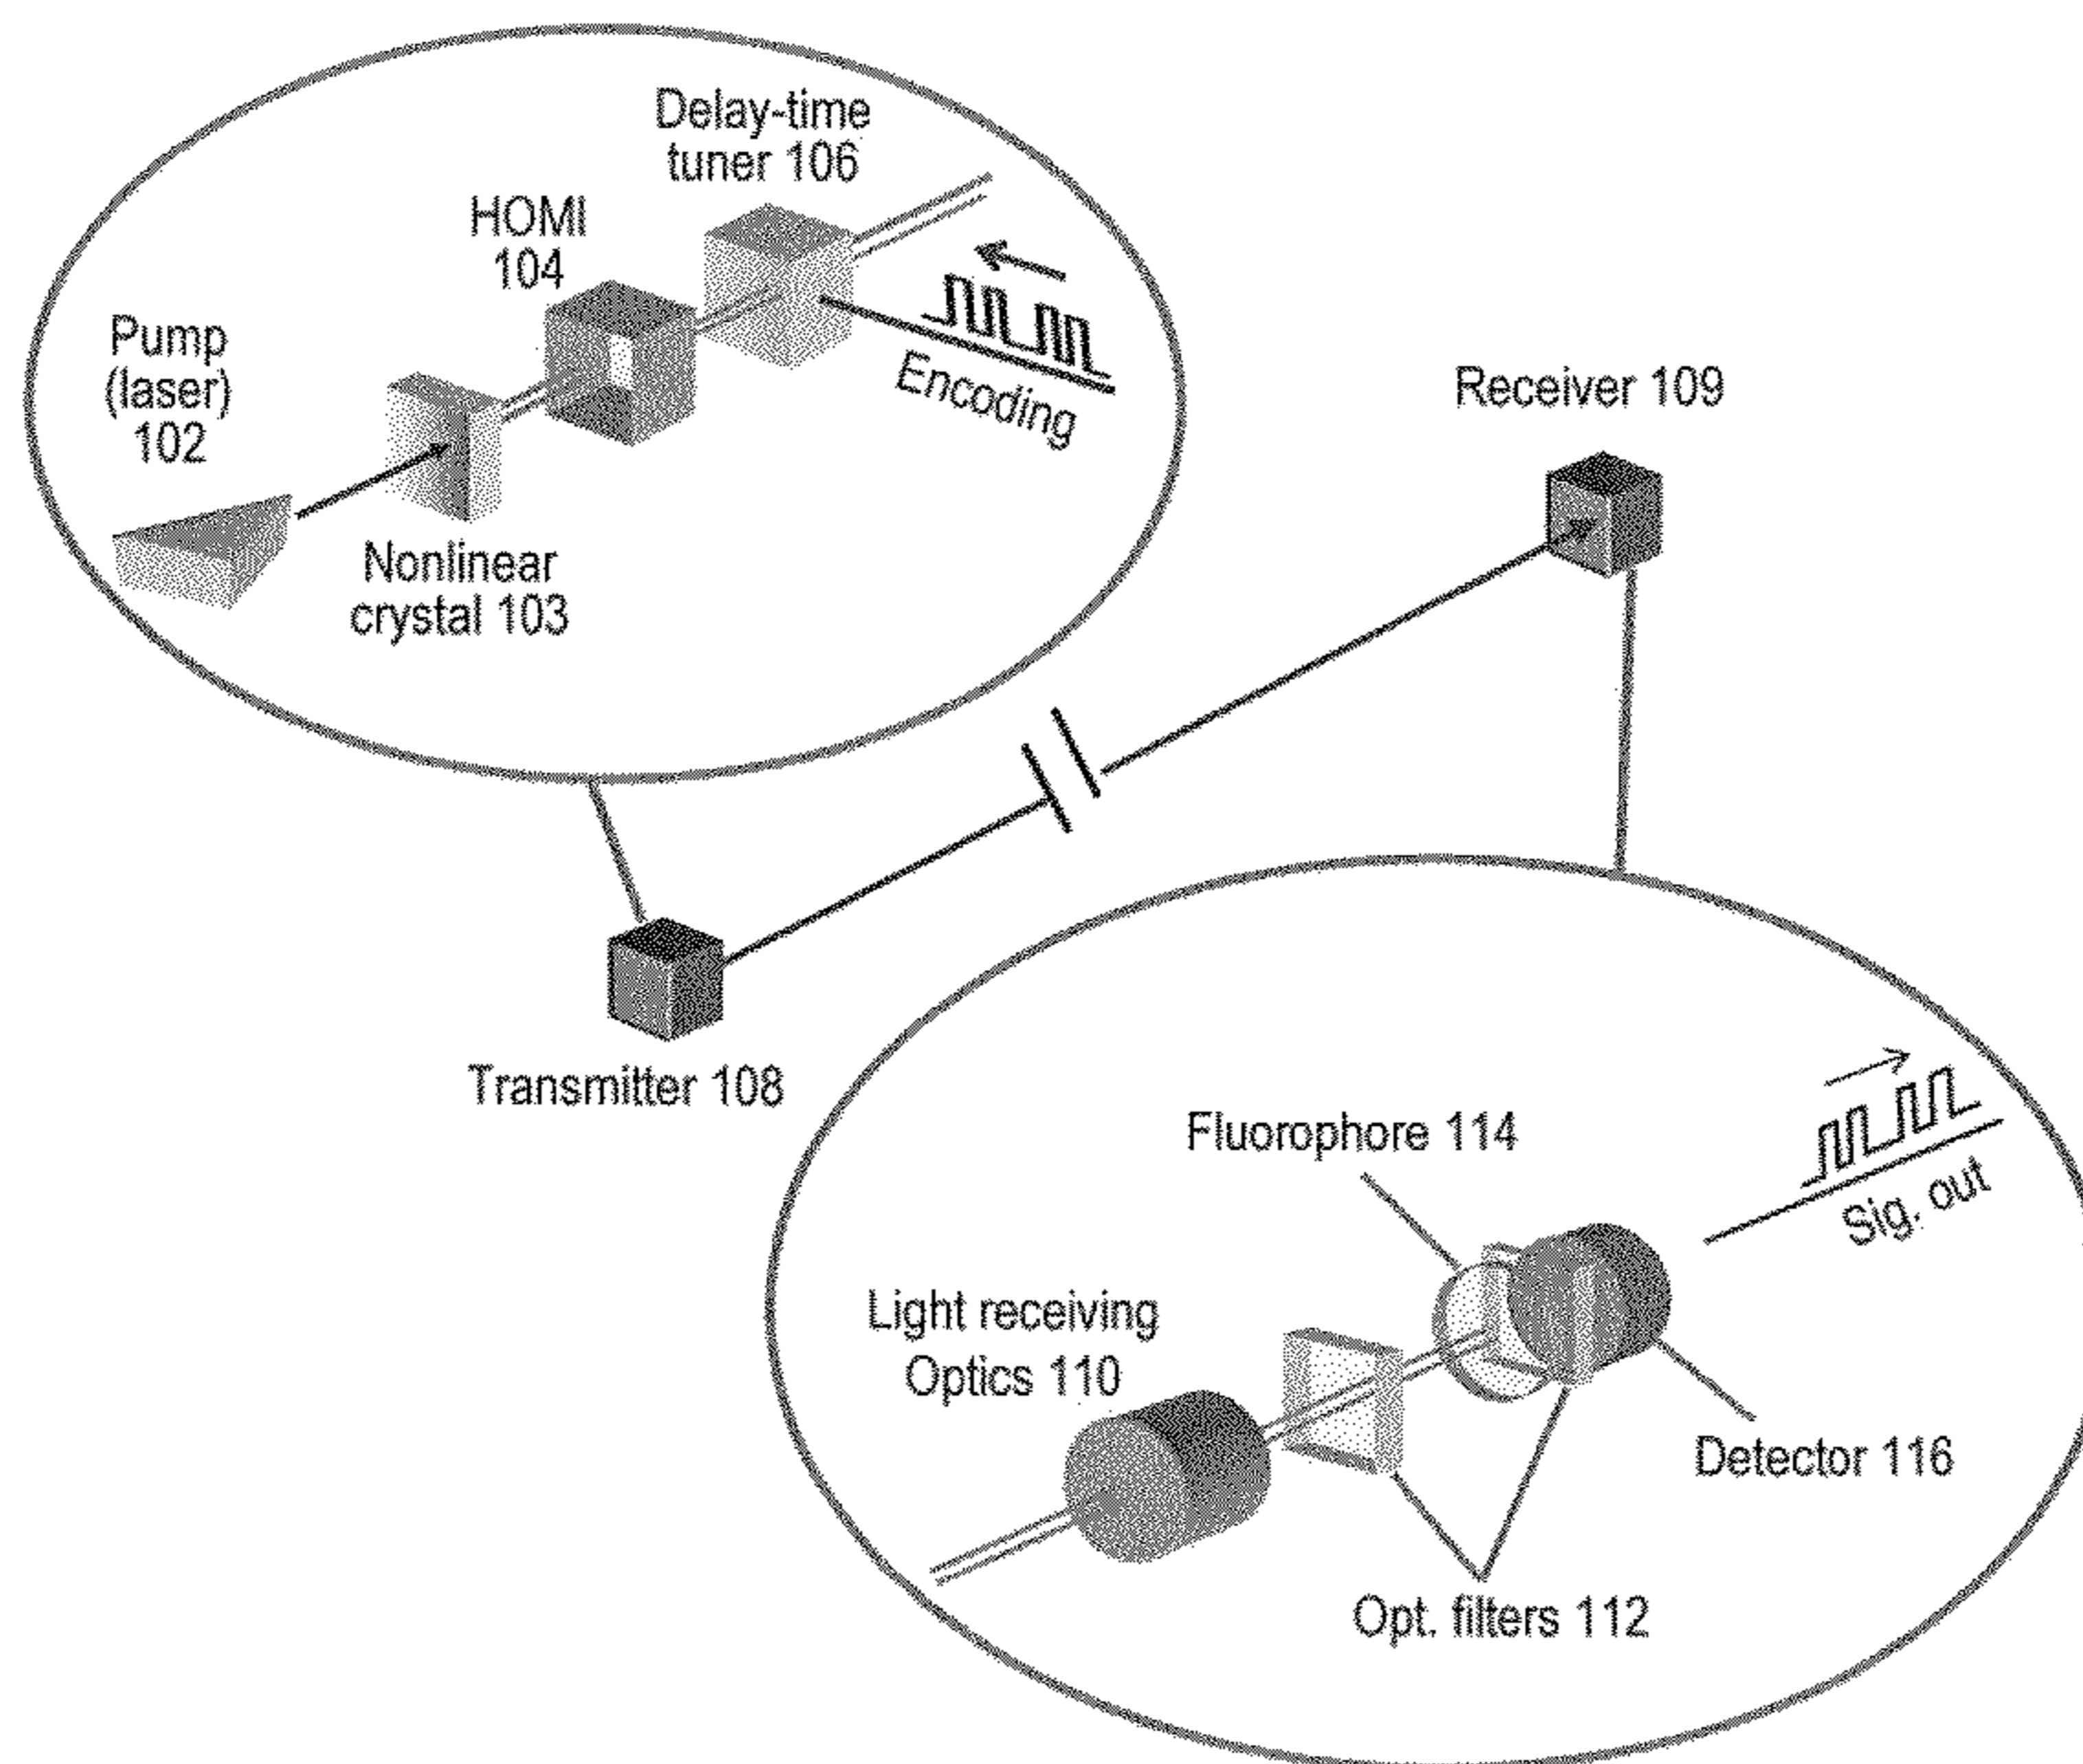 Delay-time
tuner 106
HOMI
104
Pump
(laser)
102
Encoding
Nonlinear
crystal 103
Receiver 109
Transmitter 108
Fluorophore 114
Sig. out
Light receiving
Optics 110
Detector 116
Opt. filters 112